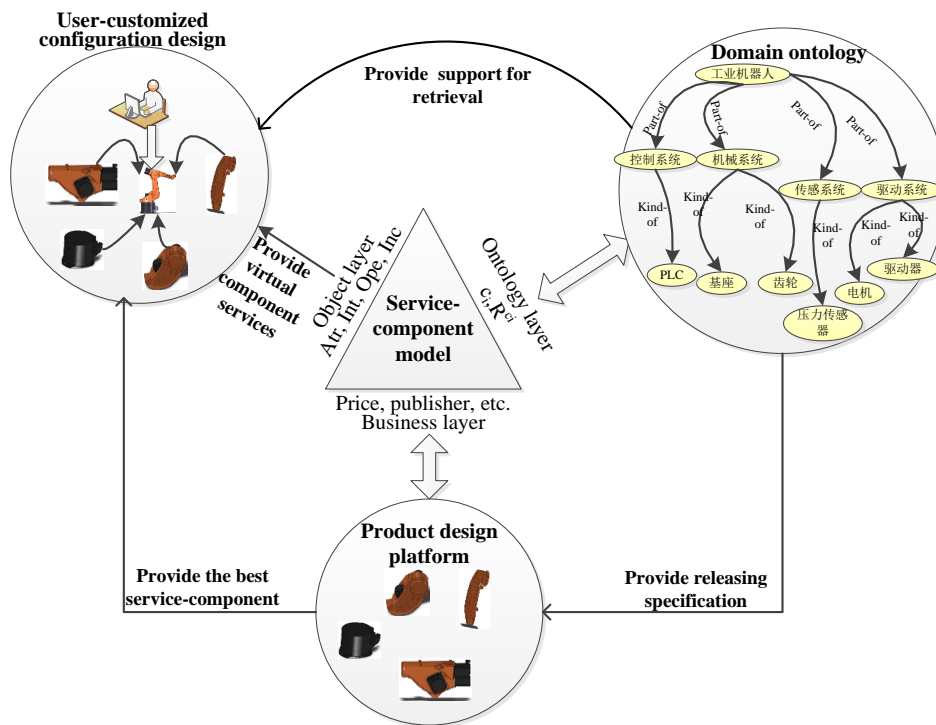 User-customized
configuration design
Domain ontology
工业机器人
Provide support for
retrieval
Part-of
Part-of
Part-of
Part-of
控制系统
机械系统
传感系统
驱动系统
Kind-
of
Kind-
of
Kind-
of
Kind-
of
Kind-
of
Kind-
of
PLC
基座
齿轮
电机
驱动器
压力传感
器
Provide
virtual
component
services
Object layer
Atr, Int, Ope, Inc
Ontology layer
ci,Rci
Service-
component
model
Price, publisher, etc.
Business layer
Product design
platform
Provide the best
service-component
Provide releasing
specification